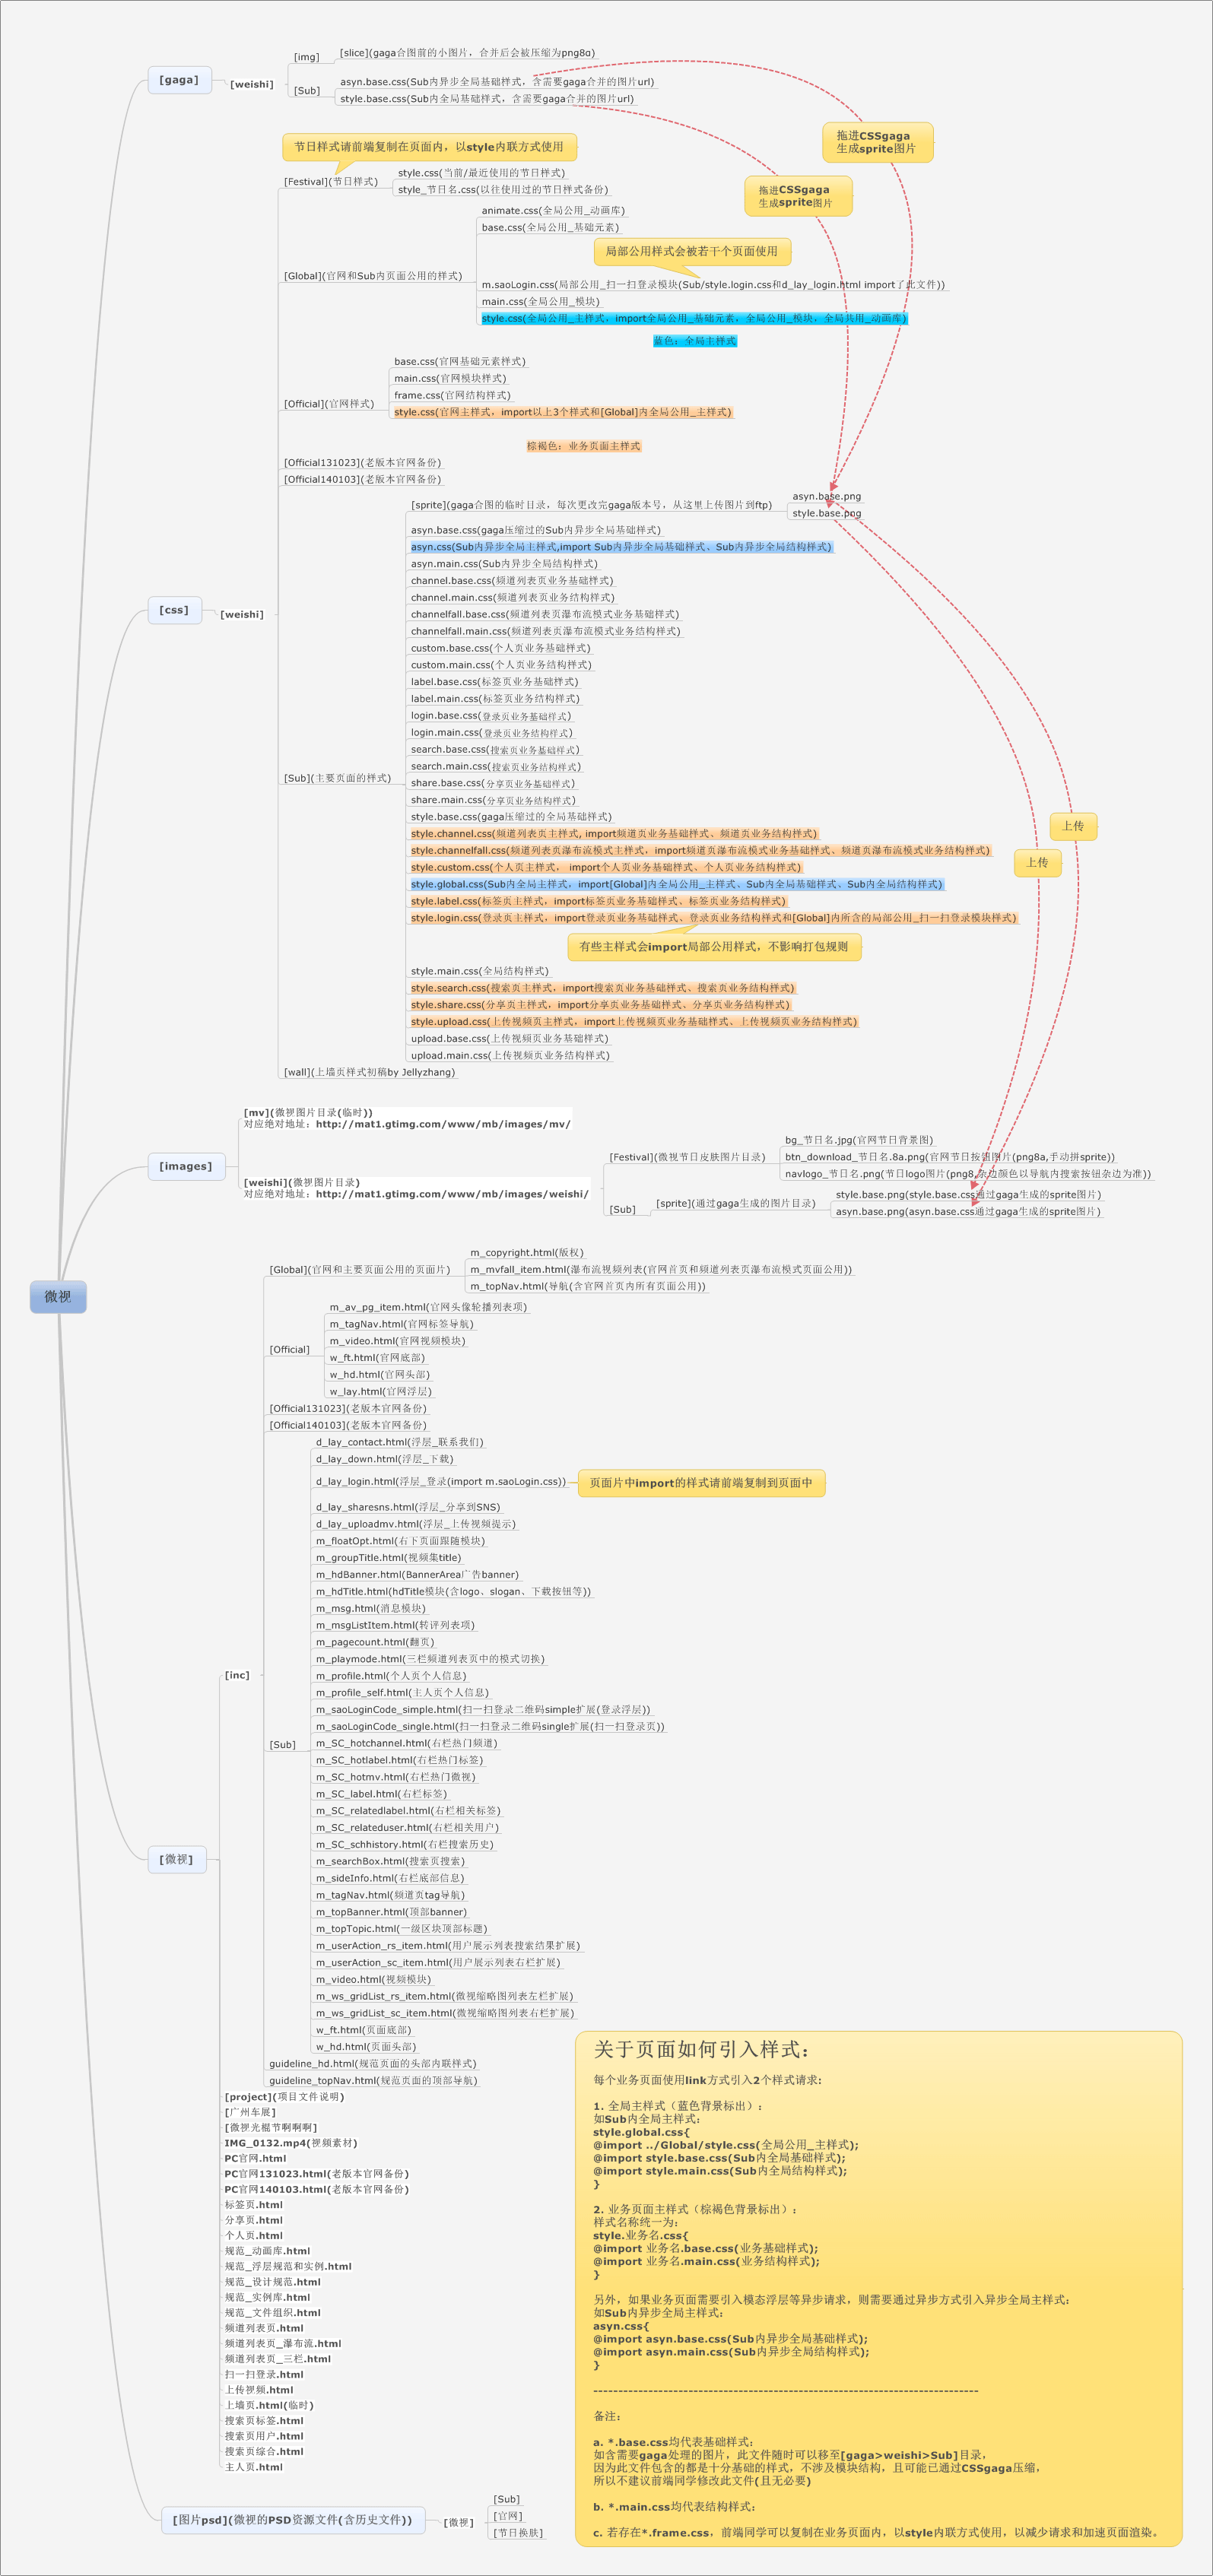 微视
[gaga]
[weishi]
[img]
[slice](gaga合图前的小图片，合并后会被压缩为png8a)
[Sub]
asyn.base.css(Sub内异步全局基础样式，含需要gaga合并的图片url)
style.base.css(Sub内全局基础样式，含需要gaga合并的图片url)
拖进CSSgaga
生成sprite图片
拖进CSSgaga
生成sprite图片
[css]
[weishi]
节日样式请前端复制在页面内，以style内联方式使用
[Festival](节日样式)
style.css(当前/最近使用的节日样式)
style_节日名.css(以往使用过的节日样式备份)
[Global](官网和Sub内页面公用的样式)
animate.css(全局公用_动画库)
base.css(全局公用_基础元素)
局部公用样式会被若干个页面使用
m.saoLogin.css(局部公用_扫一扫登录模块(Sub/style.login.css和d_lay_login.html import了此文件))
main.css(全局公用_模块)
style.css(全局公用_主样式，import全局公用_基础元素，全局公用_模块、全局共用_动画库)
蓝色：全局主样式
[Official](官网样式)
base.css(官网基础元素样式)
main.css(官网模块样式)
frame.css(官网结构样式)
style.css(官网主样式，import以上3个样式和[Global]内全局公用_主样式)
棕褐色：业务页面主样式
[Official131023](老版本官网备份)
[Official140103](老版本官网备份)
[Sub](主要页面的样式)
[sprite](gaga合图的临时目录，每次更改完gaga版本号，从这里上传图片到ftp)
asyn.base.png
style.base.png
asyn.base.css(gaga压缩过的Sub内异步全局基础样式)
asyn.css(Sub内异步全局主样式,import Sub内异步全局基础样式、Sub内异步全局结构样式)
asyn.main.css(Sub内异步全局结构样式)
channel.base.css(频道列表页业务基础样式)
channel.main.css(频道列表页业务结构样式)
channelfall.base.css(频道列表页瀑布流模式业务基础样式)
channelfall.main.css(频道列表页瀑布流模式业务结构样式)
custom.base.css(个人页业务基础样式)
custom.main.css(个人页业务结构样式)
label.base.css(标签页业务基础样式)
label.main.css(标签页业务结构样式)
login.base.css(登录页业务基础样式)
login.main.css(登录页业务结构样式)
search.base.css(搜索页业务基础样式)
search.main.css(搜索页业务结构样式)
share.base.css(分享页业务基础样式)
share.main.css(分享页业务结构样式)
style.base.css(gaga压缩过的全局基础样式)
style.channel.css(频道列表页主样式, import频道页业务基础样式、频道页业务结构样式)
style.channelfall.css(频道列表页瀑布流模式主样式，import频道页瀑布流模式业务基础样式、频道页瀑布流模式业务结构样式)
style.custom.css(个人页主样式， import个人页业务基础样式、个人页业务结构样式)
style.global.css(Sub内全局主样式，import[Global]内全局公用_主样式、Sub内全局基础样式、Sub内全局结构样式)
style.label.css(标签页主样式，import标签页业务基础样式、标签页业务结构样式)
style.login.css(登录页主样式，import登录页业务基础样式、登录页业务结构样式和[Global]内所含的局部公用_扫一扫登录模块样式)
有些主样式会import局部公用样式，不影响打包规则
style.main.css(全局结构样式)
style.search.css(搜索页主样式，import搜索页业务基础样式、搜索页业务结构样式)
style.share.css(分享页主样式，import分享页业务基础样式、分享页业务结构样式)
style.upload.css(上传视频页主样式，import上传视频页业务基础样式、上传视频页业务结构样式)
upload.base.css(上传视频页业务基础样式)
upload.main.css(上传视频页业务结构样式)
[wall](上墙页样式初稿by Jellyzhang)
上传
上传
[images]
[mv](微视图片目录(临时))
对应绝对地址：http://mat1.gtimg.com/www/mb/images/mv/
[weishi](微视图片目录)
对应绝对地址：http://mat1.gtimg.com/www/mb/images/weishi/
[Festival](微视节日皮肤图片目录)
bg_节日名.jpg(官网节日背景图)
btn_download_节日名.8a.png(官网节日按钮图片(png8a,手动拼sprite))
navlogo_节日名.png(节日logo图片(png8,杂边颜色以导航内搜索按钮杂边为准))
[Sub]
[sprite](通过gaga生成的图片目录)
style.base.png(style.base.css通过gaga生成的sprite图片)
asyn.base.png(asyn.base.css通过gaga生成的sprite图片)
[微视]
[inc]
[Global](官网和主要页面公用的页面片)
m_copyright.html(版权)
m_mvfall_item.html(瀑布流视频列表(官网首页和频道列表页瀑布流模式页面公用))
m_topNav.html(导航(含官网首页内所有页面公用))
[Official]
m_av_pg_item.html(官网头像轮播列表项)
m_tagNav.html(官网标签导航)
m_video.html(官网视频模块)
w_ft.html(官网底部)
w_hd.html(官网头部)
w_lay.html(官网浮层)
[Official131023](老版本官网备份)
[Official140103](老版本官网备份)
[Sub]
d_lay_contact.html(浮层_联系我们)
d_lay_down.html(浮层_下载)
d_lay_login.html(浮层_登录(import m.saoLogin.css))
页面片中import的样式请前端复制到页面中
d_lay_sharesns.html(浮层_分享到SNS)
d_lay_uploadmv.html(浮层_上传视频提示)
m_floatOpt.html(右下页面跟随模块)
m_groupTitle.html(视频集title)
m_hdBanner.html(BannerArea广告banner)
m_hdTitle.html(hdTitle模块(含logo、slogan、下载按钮等))
m_msg.html(消息模块)
m_msgListItem.html(转评列表项)
m_pagecount.html(翻页)
m_playmode.html(三栏频道列表页中的模式切换)
m_profile.html(个人页个人信息)
m_profile_self.html(主人页个人信息)
m_saoLoginCode_simple.html(扫一扫登录二维码simple扩展(登录浮层))
m_saoLoginCode_single.html(扫一扫登录二维码single扩展(扫一扫登录页))
m_SC_hotchannel.html(右栏热门频道)
m_SC_hotlabel.html(右栏热门标签)
m_SC_hotmv.html(右栏热门微视)
m_SC_label.html(右栏标签)
m_SC_relatedlabel.html(右栏相关标签)
m_SC_relateduser.html(右栏相关用户)
m_SC_schhistory.html(右栏搜索历史)
m_searchBox.html(搜索页搜索)
m_sideInfo.html(右栏底部信息)
m_tagNav.html(频道页tag导航)
m_topBanner.html(顶部banner)
m_topTopic.html(一级区块顶部标题)
m_userAction_rs_item.html(用户展示列表搜索结果扩展)
m_userAction_sc_item.html(用户展示列表右栏扩展)
m_video.html(视频模块)
m_ws_gridList_rs_item.html(微视缩略图列表左栏扩展)
m_ws_gridList_sc_item.html(微视缩略图列表右栏扩展)
w_ft.html(页面底部)
w_hd.html(页面头部)
guideline_hd.html(规范页面的头部内联样式)
guideline_topNav.html(规范页面的顶部导航)
[project](项目文件说明)
[广州车展]
[微视光棍节啊啊啊]
IMG_0132.mp4(视频素材)
PC官网.html
PC官网131023.html(老版本官网备份)
PC官网140103.html(老版本官网备份)
标签页.html
分享页.html
个人页.html
规范_动画库.html
规范_浮层规范和实例.html
规范_设计规范.html
规范_实例库.html
规范_文件组织.html
频道列表页.html
频道列表页_瀑布流.html
频道列表页_三栏.html
扫一扫登录.html
上传视频.html
上墙页.html(临时)
搜索页标签.html
搜索页用户.html
搜索页综合.html
主人页.html
[图片psd](微视的PSD资源文件(含历史文件))
[微视]
[Sub]
[官网]
[节日换肤]
关于页面如何引入样式：
每个业务页面使用link方式引入2个样式请求:
1. 全局主样式（蓝色背景标出）：
如Sub内全局主样式：
style.global.css{
@import ../Global/style.css(全局公用_主样式);
@import style.base.css(Sub内全局基础样式);
@import style.main.css(Sub内全局结构样式);
}
2. 业务页面主样式（棕褐色背景标出）：
样式名称统一为：
style.业务名.css{
@import 业务名.base.css(业务基础样式);
@import 业务名.main.css(业务结构样式);
}
另外，如果业务页面需要引入模态浮层等异步请求，则需要通过异步方式引入异步全局主样式：
如Sub内异步全局主样式：
asyn.css{
@import asyn.base.css(Sub内异步全局基础样式);
@import asyn.main.css(Sub内异步全局结构样式);
}
------------------------------------------------------------------------------
备注：
a. *.base.css均代表基础样式：
如含需要gaga处理的图片，此文件随时可以移至[gaga>weishi>Sub]目录，
因为此文件包含的都是十分基础的样式，不涉及模块结构，且可能已通过CSSgaga压缩，
所以不建议前端同学修改此文件(且无必要)
b. *.main.css均代表结构样式：
c. 若存在*.frame.css，前端同学可以复制在业务页面内，以style内联方式使用，以减少请求和加速页面渲染。